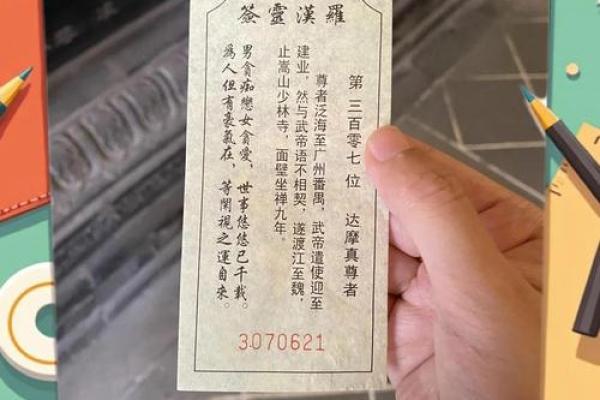 羅漢靈簽
第三百零七位 达摩真尊者
尊者泛海至广州番禺，武帝遣使迎至
建业，然与武帝语不相契，遂渡江至魏，
止嵩山少林寺，面壁坐禅九年。
男貪痴戀女貪愛，世事悠悠已千載。
爲人但有豪氣在，等閑視之運自來。
3070621